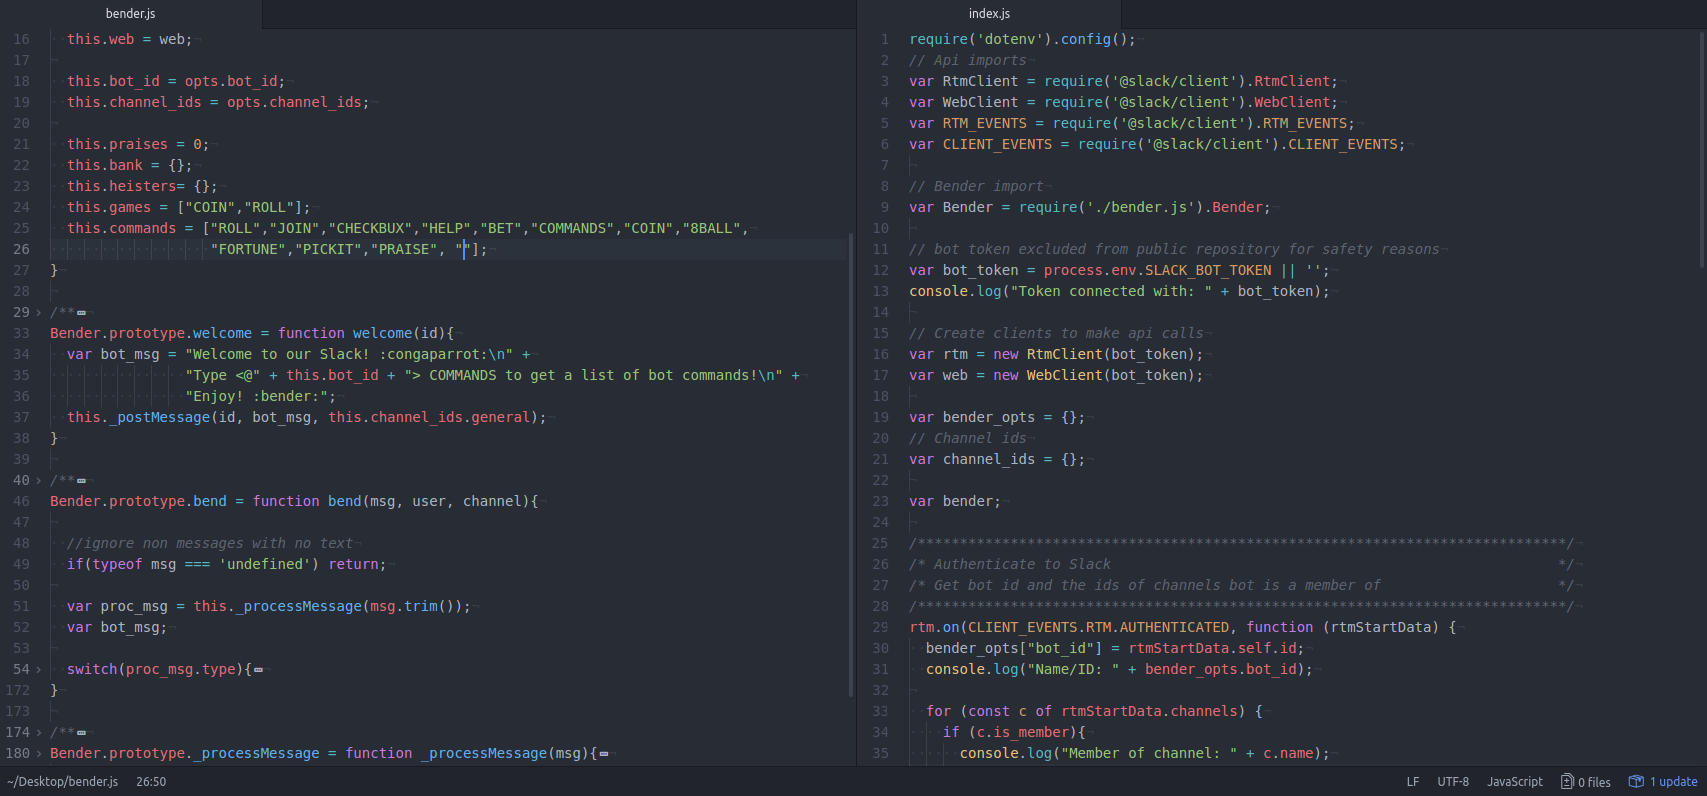 bender.js
16 this.web = web;
17
18 this.bot_id = opts.bot_id;
19 this.channel_ids = opts.channel_ids;
20
21 this.praises = 0;
22 this.bank = {};
23 this.heisters= {};
24 this.games = ["COIN","ROLL"];
25 this.commands = ["ROLL","JOIN","CHECKBUX","HELP","BET","COMMANDS","COIN","8BALL",
26 "FORTUNE","PICKIT","PRAISE", ""];
27 }
28
29 /**
33 Bender.prototype.welcome = function welcome(id){
34 var bot_msg = "Welcome to our Slack! :congaparrot:\n" +
35 "Type <@" + this.bot_id + "> COMMANDS to get a list of bot commands!\n" +
36 "Enjoy! :bender:";
37 this._postMessage(id, bot_msg, this.channel_ids.general);
38 }
39
40 /**
46 Bender.prototype.bend = function bend(msg, user, channel){
47
48 //ignore non messages with no text
49 if(typeof msg === 'undefined') return;
50
51 var proc_msg = this._processMessage(msg.trim());
52 var bot_msg;
53
54 switch(proc_msg.type){
172 }
173
174 /**
180 Bender.prototype._processMessage = function _processMessage(msg){
index.js
1 require('dotenv').config();
2 // Api imports
3 var RtmClient = require('@slack/client').RtmClient;
4 var WebClient = require('@slack/client').WebClient;
5 var RTM_EVENTS = require('@slack/client').RTM_EVENTS;
6 var CLIENT_EVENTS = require('@slack/client').CLIENT_EVENTS;
7
8 // Bender import
9 var Bender = require('./bender.js').Bender;
10
11 // bot token excluded from public repository for safety reasons
12 var bot_token = process.env.SLACK_BOT_TOKEN || '';
13 console.log("Token connected with: " + bot_token);
14
15 // Create clients to make api calls
16 var rtm = new RtmClient(bot_token);
17 var web = new WebClient(bot_token);
18
19 var bender_opts = {};
20 // Channel ids
21 var channel_ids = {};
22
23 var bender;
24
25 /*****************************************************************************/
26 /* Authenticate to Slack */
27 /* Get bot id and the ids of channels bot is a member of */
28 /*****************************************************************************/
29 rtm.on(CLIENT_EVENTS.RTM.AUTHENTICATED, function (rtmStartData) {
30 bender_opts["bot_id"] = rtmStartData.self.id;
31 console.log("Name/ID: " + bender_opts.bot_id);
32
33 for (const c of rtmStartData.channels) {
34 if (c.is_member){
35 console.log("Member of channel: " + c.name);
~/Desktop/bender.js 26:50 LF UTF-8 JavaScript 0 files 1 update